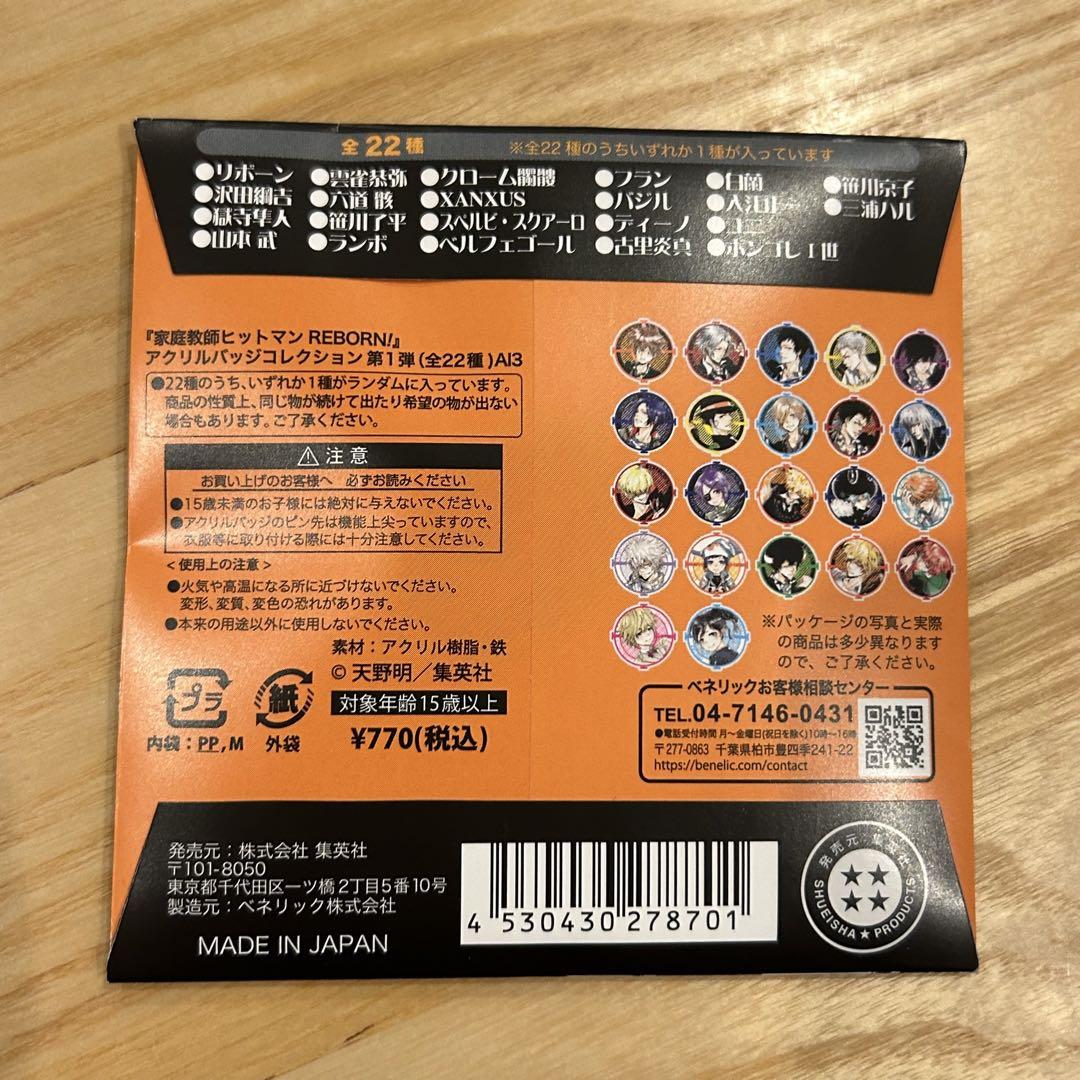 全22種 ※全22種のうちいずれか1種が入っています
●リボーン ●雲雀恭弥 ●クローム髑髏 ●フラン ●白蘭 ●笹川京子
●沢田綱吉 ●六道 骸 ●XANXUS ●バジル ●入江正一 ●三浦ハル
●獄寺隼人 ●笹川了平 ●スペルビ・スクアーロ ●ディーノ ●ユニ
●山本 武 ●ランボ ●ベルフェゴール ●古里炎真 ●ボンゴレI世
『家庭教師ヒットマン REBORN!』
アクリルバッジコレクション 第1弾(全22種)AI3
●22種のうち、いずれか1種がランダムに入っています。
商品の性質上、同じ物が続けて出たり希望の物が出ない
場合もあります。ご了承ください。
⚠注意
お買い上げのお客様へ 必ずお読みください
●15歳未満のお子様には絶対に与えないでください。
●アクリルバッジのピン先は機能上尖っていますので、
衣服等に取り付ける際には十分注意してください。
<使用上の注意>
●火気や高温になる所に近づけないでください。
変形、変質、変色の恐れがあります。
●本来の用途以外に使用しないでください。
素材:アクリル樹脂・鉄
© 天野明/集英社
対象年齢15歳以上
¥770(税込)
プラ
内袋:PP,M
紙
外袋
※パッケージの写真と実際
の商品は多少異なります
ので、ご了承ください。
ベネリックお客様相談センター
TEL.04-7146-0431
●電話受付時間 月〜金曜日(祝日を除く)10時〜16時
〒277-0863 千葉県柏市豊四季241-22
https://benelic.com/contact
発売元:株式会社 集英社
〒101-8050
東京都千代田区一ツ橋2丁目5番10号
製造元:ベネリック株式会社
MADE IN JAPAN
4 530430 278701
発売元 集英社
SHUEISHA★PRODUCTS